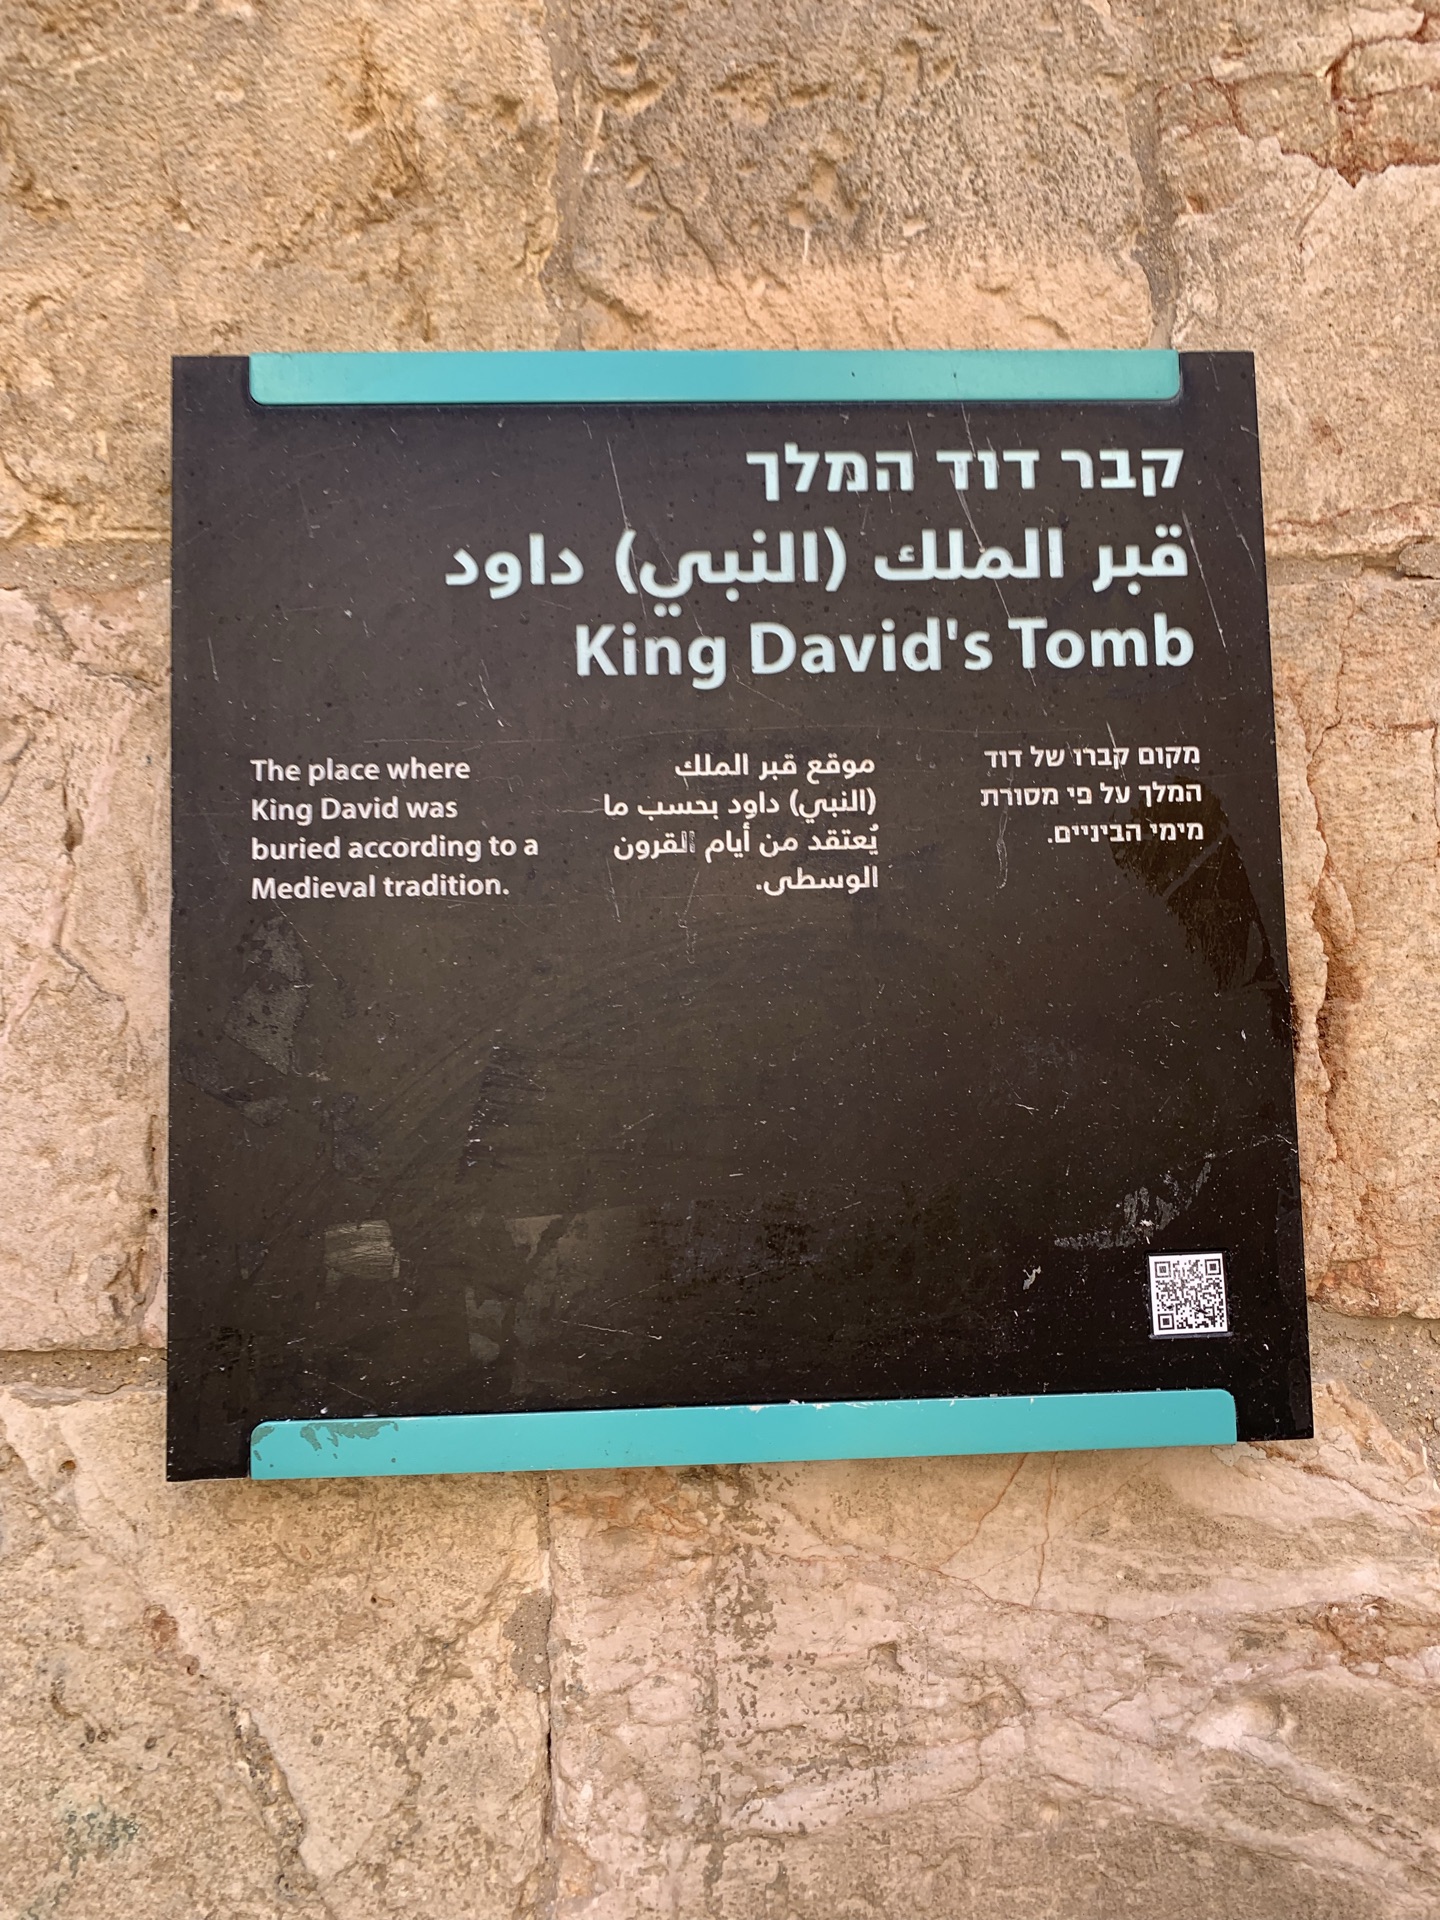 קבר דוד המלך
قبر الملك (النبي) داود
King David's Tomb
מקום קברו של דוד
המלך על פי מסורת
מימי הביניים.
موقع قبر الملك
(النبي) داود بحسب ما
يُعتقد من أيام القرون
الوسطى.
The place where
King David was
buried according to a
Medieval tradition.